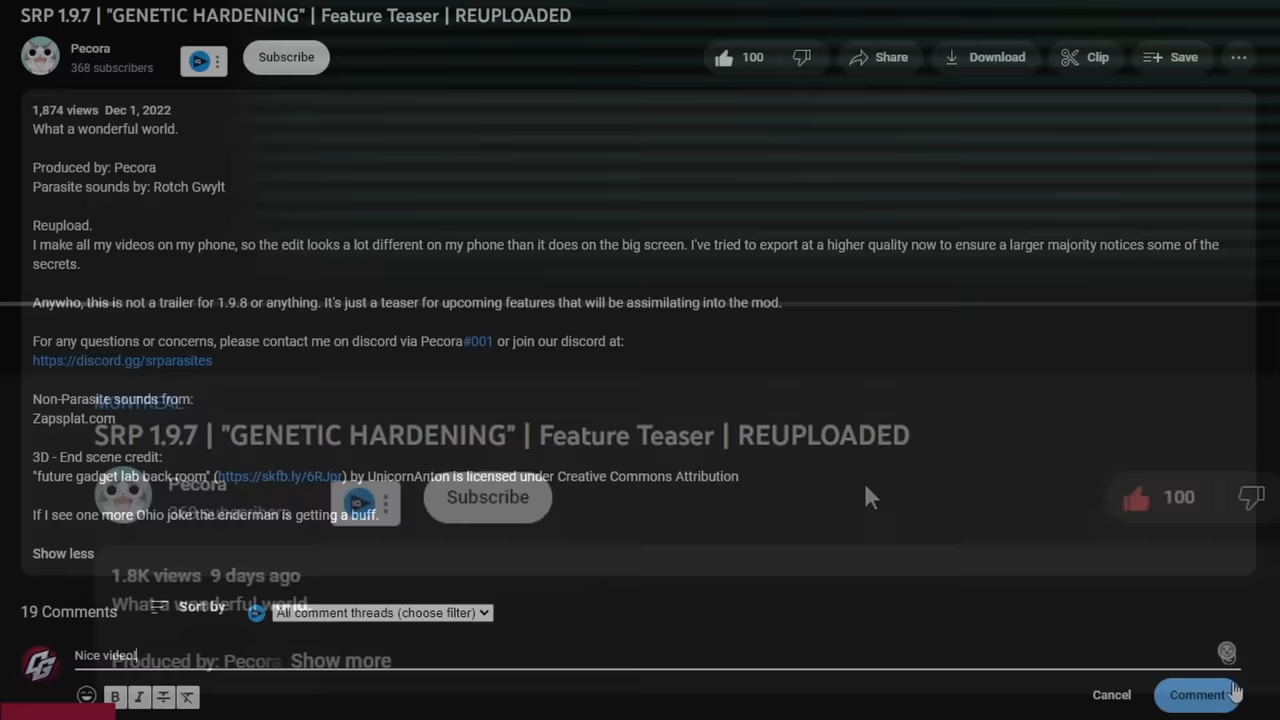 SRP 1.9.7 | "GENETIC HARDENING" | Feature Teaser | REUPLOADED
Pecora
368 subscribers
Subscribe
100
Share
Download
Clip
Save
1,874 views Dec 1, 2022
What a wonderful world.
Produced by: Pecora
Parasite sounds by: Rotch Gwylt
Reupload.
I make all my videos on my phone, so the edit looks a lot different on my phone than it does on the big screen. I've tried to export at a higher quality now to ensure a larger majority notices some of the
secrets.
Anywho, this is not a trailer for 1.9.8 or anything. It's just a teaser for upcoming features that will be assimilating into the mod.
For any questions or concerns, please contact me on discord via Pecora#001 or join our discord at:
https://discord.gg/srparasites
Non-Parasite sounds from:
Zapsplat.com
3D - End scene credit:
"future gadget lab back room" (https://skfb.ly/6RJpr) by UnicornAnton is licensed under Creative Commons Attribution
If I see one more Ohio joke the enderman is getting a buff.
Show less
19 Comments
Sort by
All comment threads (choose filter)
Nice video!
B I
Cancel
Comment
MONTREAL
SRP 1.9.7 | "GENETIC HARDENING" | Feature Teaser | REUPLOADED
Pecora
368 subscribers
Subscribe
100
1.8K views 9 days ago
What a wonderful world.
Produced by: Pecora Show more